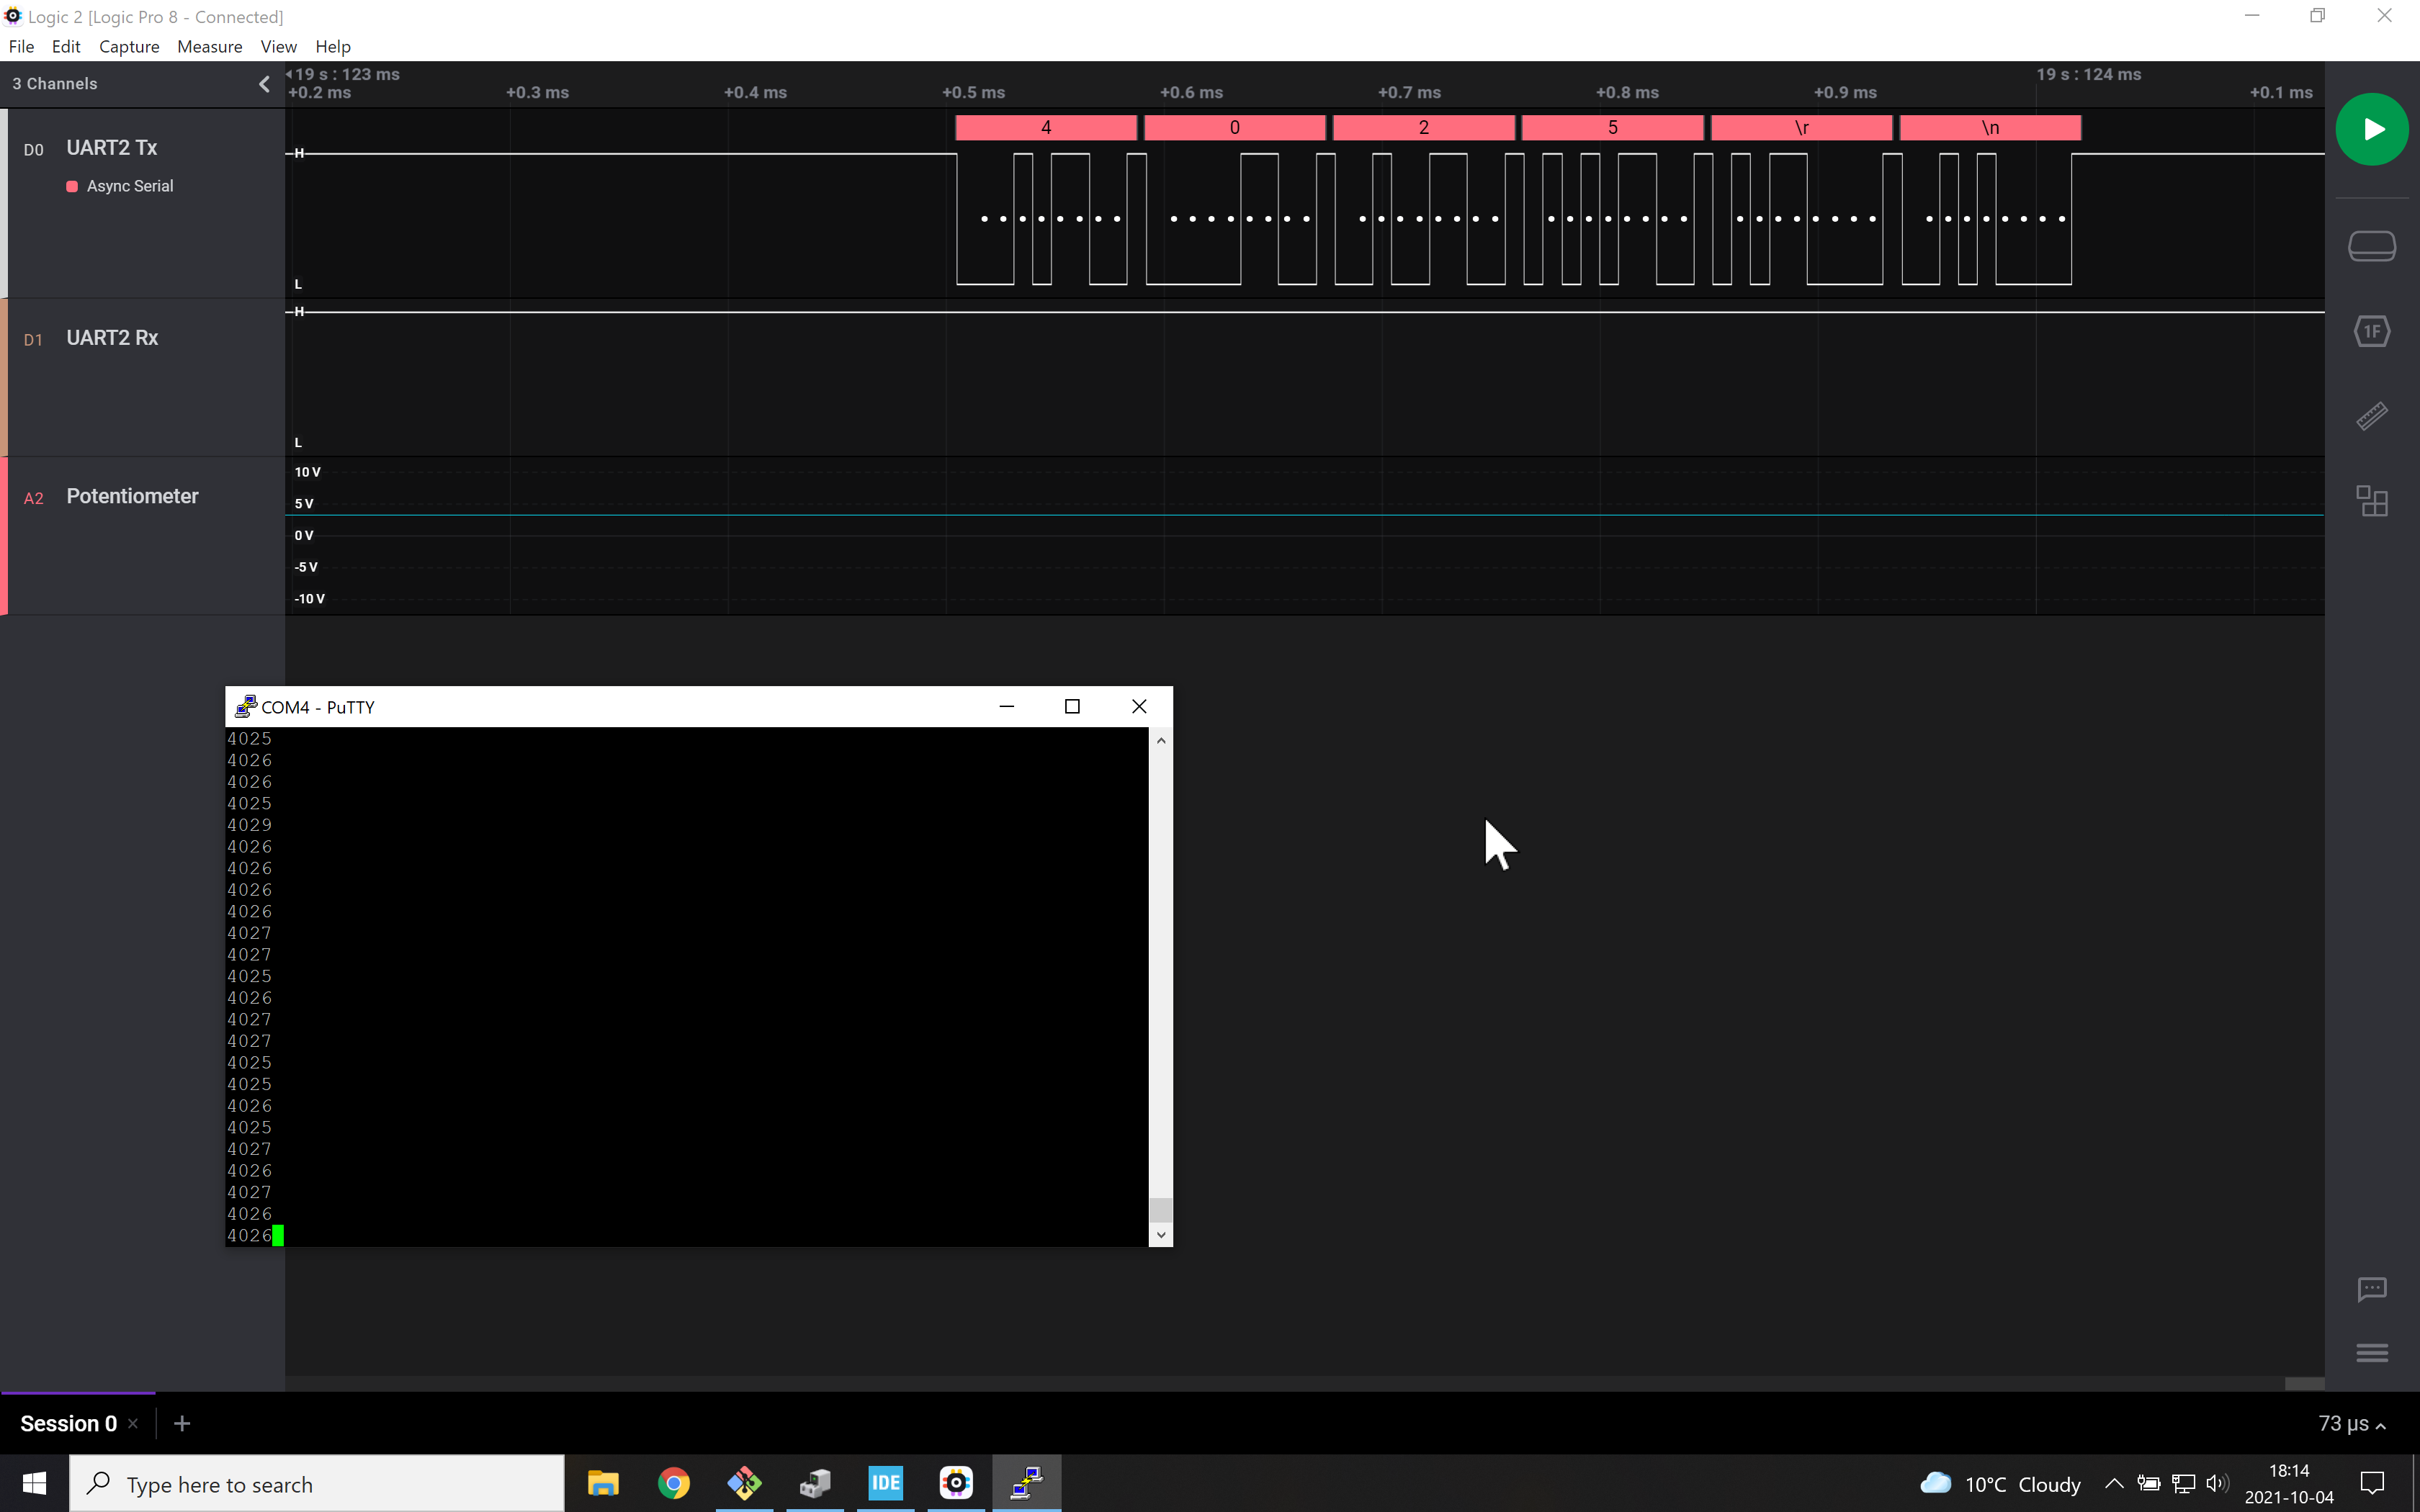 Logic 2 [Logic Pro 8 - Connected]
File Edit Capture Measure View Help
3 Channels
19 s : 123 ms
19 s : 124 ms
+0.2 ms +0.3 ms +0.4 ms +0.5 ms +0.6 ms +0.7 ms +0.8 ms +0.9 ms +0.1 ms
4 0 2 5 \r \n
D0 UART2 Tx
H
Async Serial
L
H
D1 UART2 Rx
1F
L
10 V
A2 Potentiometer
5 V
0 V
-5 V
-10 V
COM4 - PuTTY
4025
4026
4026
4025
4029
4026
4026
4026
4026
4027
4027
4025
4026
4027
4027
4025
4025
4026
4025
4027
4026
4027
4026
4026
Session 0
73 µs
Type here to search
IDE
10°C Cloudy
18:14
2021-10-04